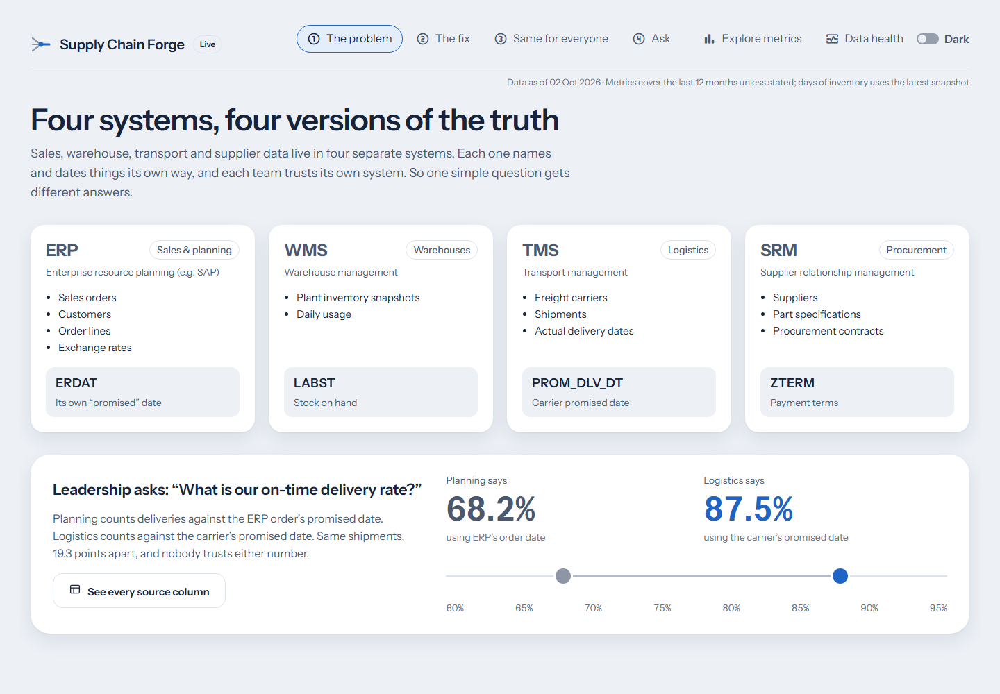 Supply Chain Forge
Live
1 The problem
2 The fix
3 Same for everyone
4 Ask
Explore metrics
Data health
Dark
Data as of 02 Oct 2026 · Metrics cover the last 12 months unless stated; days of inventory uses the latest snapshot
Four systems, four versions of the truth
Sales, warehouse, transport and supplier data live in four separate systems. Each one names
and dates things its own way, and each team trusts its own system. So one simple question gets
different answers.
ERP
Sales & planning
Enterprise resource planning (e.g. SAP)
• Sales orders
• Customers
• Order lines
• Exchange rates
ERDAT
Its own “promised” date
WMS
Warehouses
Warehouse management
• Plant inventory snapshots
• Daily usage
LABST
Stock on hand
TMS
Logistics
Transport management
• Freight carriers
• Shipments
• Actual delivery dates
PROM_DLV_DT
Carrier promised date
SRM
Procurement
Supplier relationship management
• Suppliers
• Part specifications
• Procurement contracts
ZTERM
Payment terms
Leadership asks: “What is our on-time delivery rate?”
Planning counts deliveries against the ERP order’s promised date.
Logistics counts against the carrier’s promised date. Same shipments,
19.3 points apart, and nobody trusts either number.
See every source column
Planning says
68.2%
using ERP’s order date
Logistics says
87.5%
using the carrier’s promised date
60% 65% 70% 75% 80% 85% 90% 95%